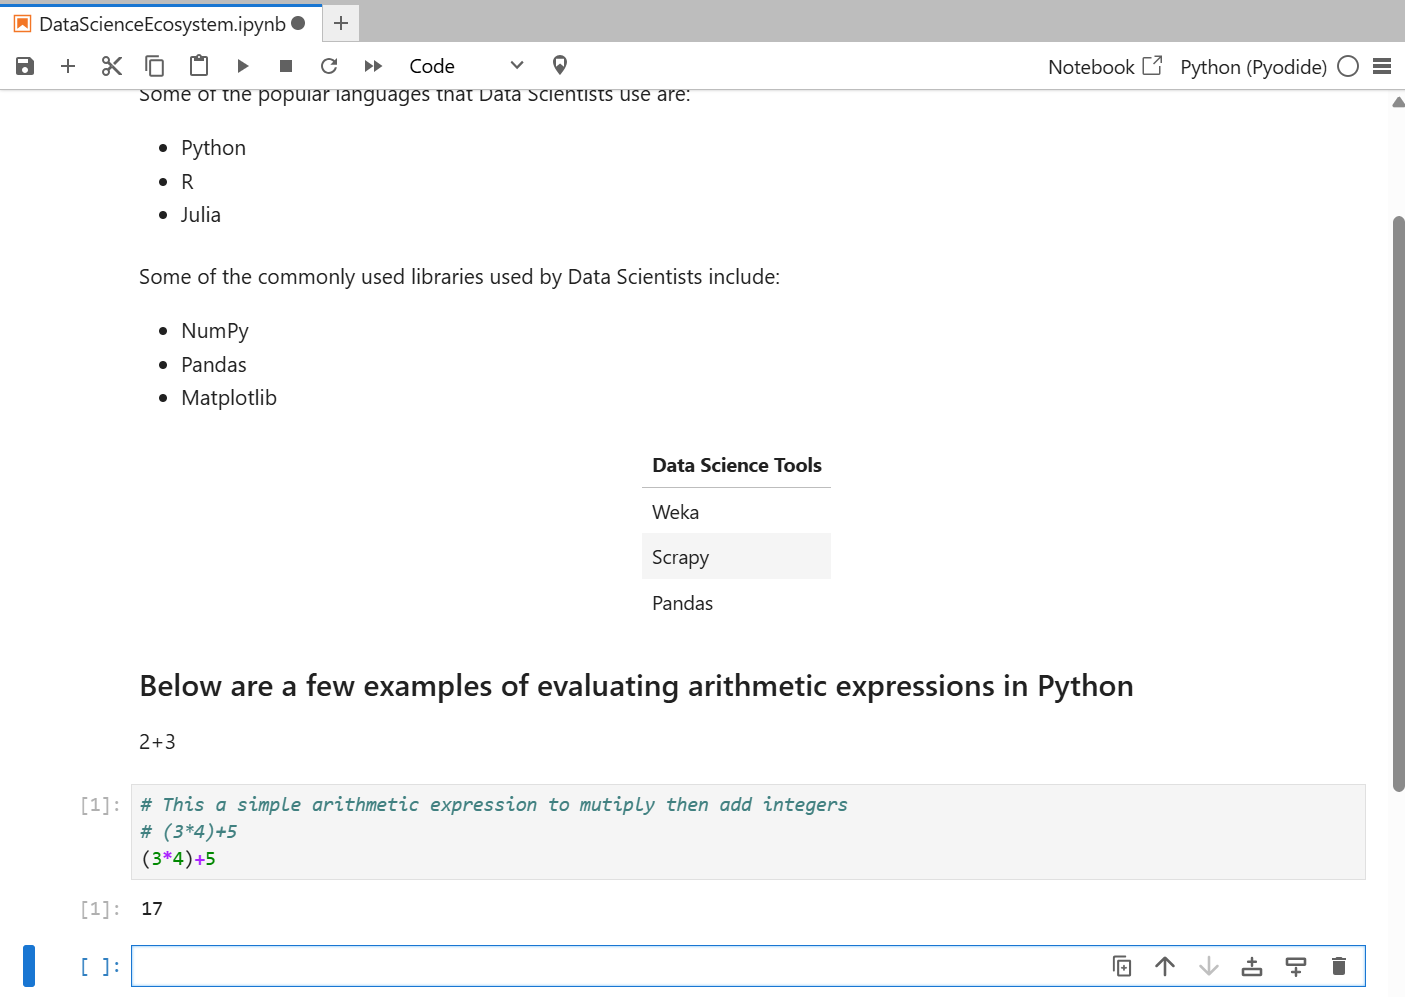 DataScienceEcosystem.ipynb
Code
Notebook
Python (Pyodide)
Some of the popular languages that Data Scientists use are:
Python
R
Julia
Some of the commonly used libraries used by Data Scientists include:
NumPy
Pandas
Matplotlib
Data Science Tools
Weka
Scrapy
Pandas
Below are a few examples of evaluating arithmetic expressions in Python
2+3
[1]: # This a simple arithmetic expression to mutiply then add integers
# (3*4)+5
(3*4)+5
[1]: 17
[ ]: